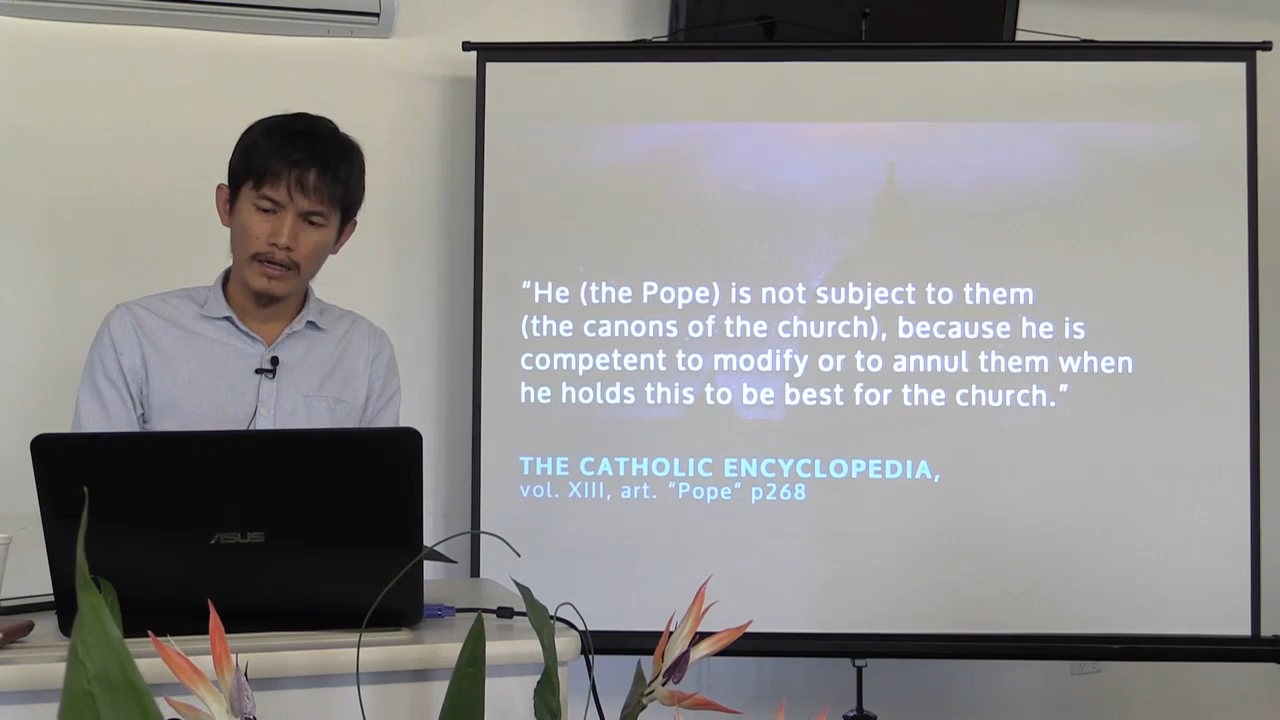 “He (the Pope) is not subject to them
(the canons of the church), because he is
competent to modify or to annul them when
he holds this to be best for the church.”
THE CATHOLIC ENCYCLOPEDIA,
vol. XIII, art. “Pope” p268
ASUS